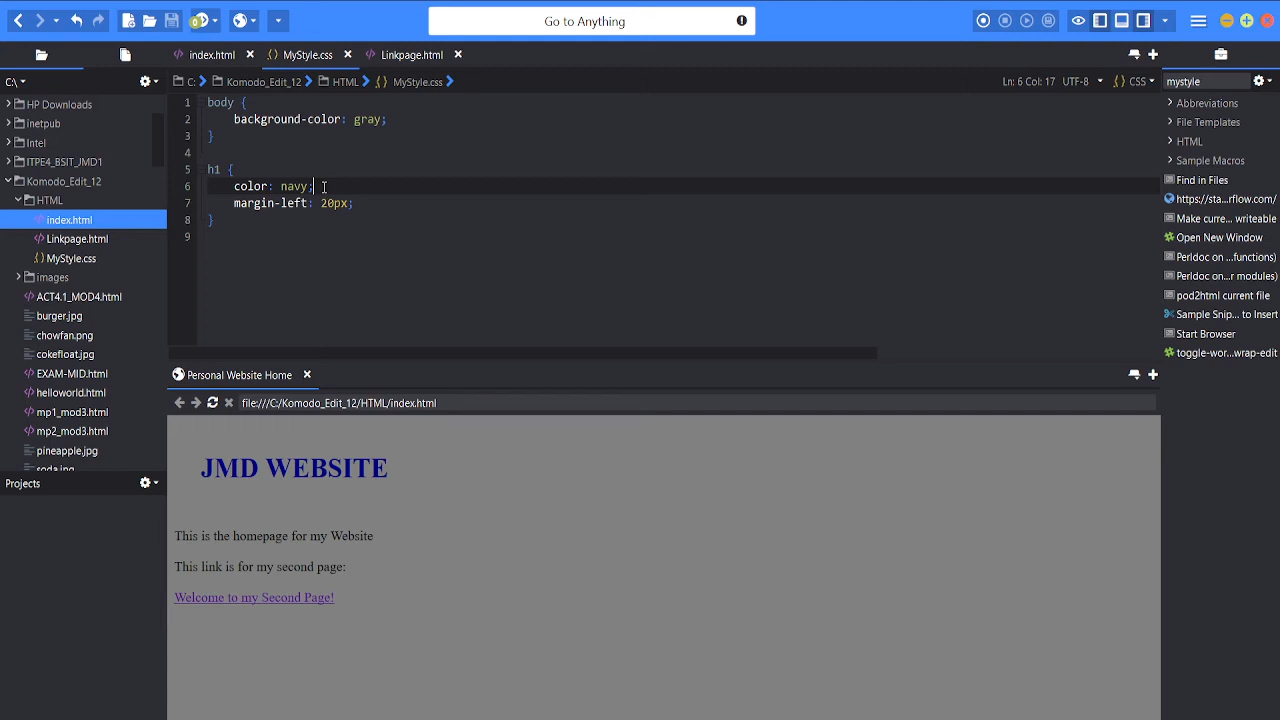 Go to Anything
index.html
MyStyle.css
Linkpage.html
C:\
C:
Komodo_Edit_12
HTML
MyStyle.css
Ln: 6 Col: 17
UTF-8
CSS
mystyle
HP Downloads
inetpub
Intel
ITPE4_BSIT_JMD1
Komodo_Edit_12
HTML
index.html
Linkpage.html
MyStyle.css
images
ACT4.1_MOD4.html
burger.jpg
chowfan.png
cokefloat.jpg
EXAM-MID.html
helloworld.html
mp1_mod3.html
mp2_mod3.html
pineapple.jpg
soda.jpg
Projects
1 body {
2 background-color: gray;
3 }
4
5 h1 {
6 color: navy;
7 margin-left: 20px;
8 }
9
Abbreviations
File Templates
HTML
Sample Macros
Find in Files
https://sta...rflow.com/
Make curre... writeable
Open New Window
Perldoc on ...functions)
Perldoc on...r modules)
pod2html current file
Sample Snip... to Insert
Start Browser
toggle-wor...wrap-edit
Personal Website Home
file:///C:/Komodo_Edit_12/HTML/index.html
JMD WEBSITE
This is the homepage for my Website
This link is for my second page:
Welcome to my Second Page!